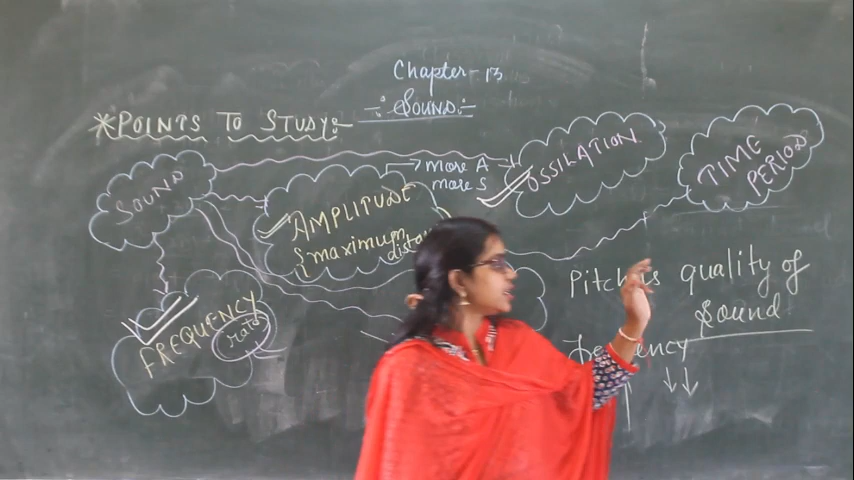 Chapter-13
-: SOUND:-
*POINTS TO STUDY:-
SOUND
AMPLITUDE
maximum
more A
more S
OSSILATION
TIME
PERIOD
FREQUENCY
rate
Pitch is quality of
Sound